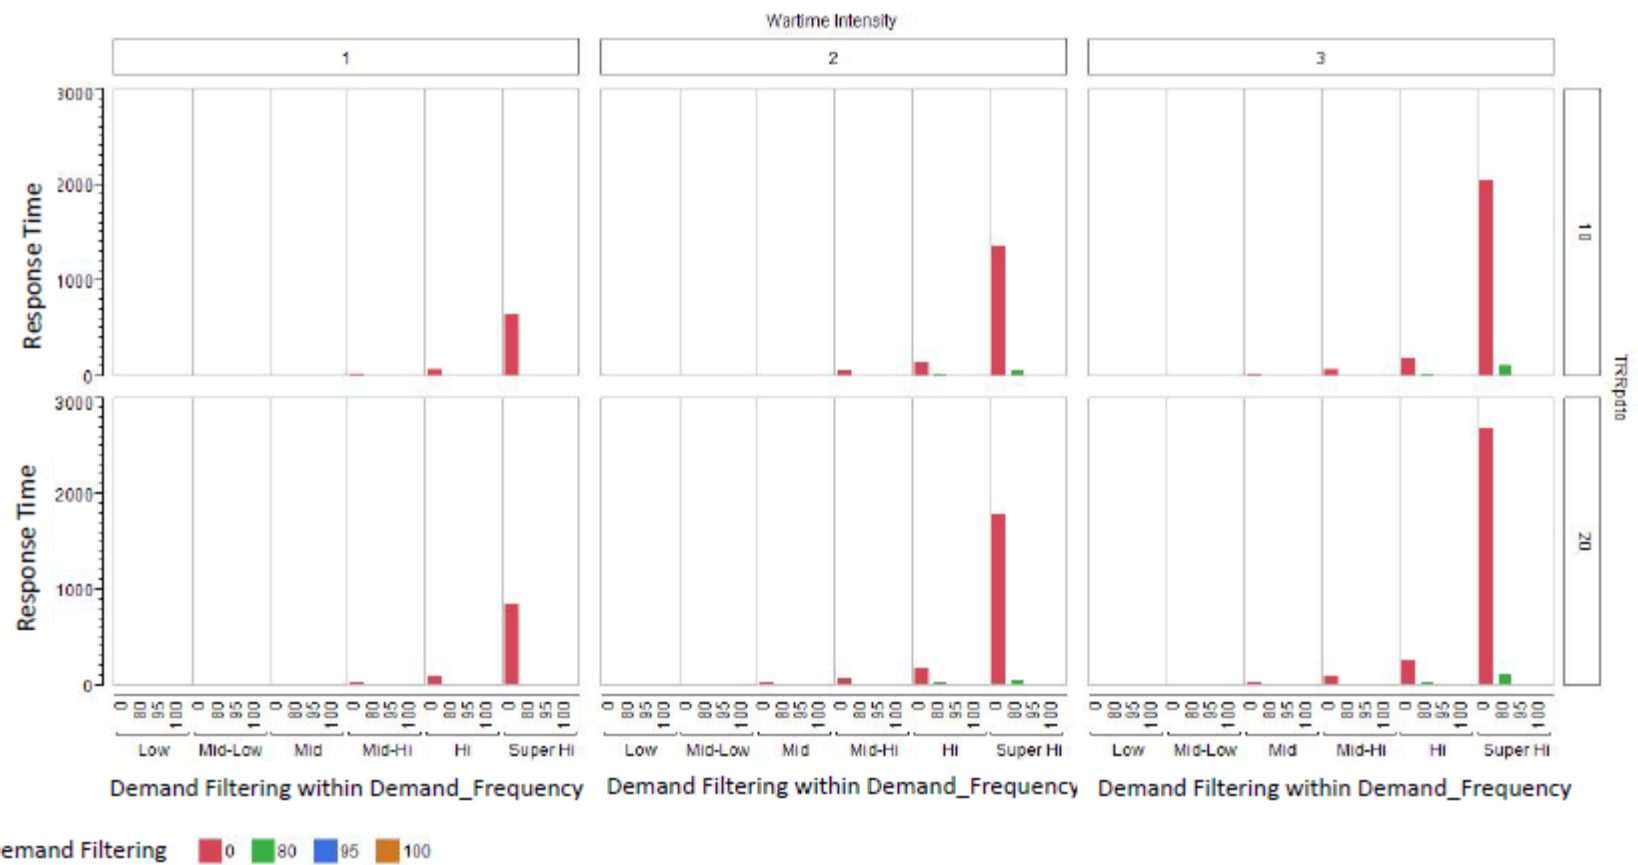 Wartime Intensity
1 2 3
3000
2000
1000
0
Response Time
10
3000
2000
1000
0
Response Time
20
TRRpd10
0 80 95 100 0 80 95 100 0 80 95 100 0 80 95 100 0 80 95 100 0 80 95 100 0 80 95 100 0 80 95 100 0 80 95 100 0 80 95 100 0 80 95 100 0 80 95 100 0 80 95 100 0 80 95 100 0 80 95 100 0 80 95 100 0 80 95 100 0 80 95 100
Low Mid-Low Mid Mid-Hi Hi Super Hi Low Mid-Low Mid Mid-Hi Hi Super Hi Low Mid-Low Mid Mid-Hi Hi Super Hi
Demand Filtering within Demand_Frequency Demand Filtering within Demand_Frequency Demand Filtering within Demand_Frequency
emand Filtering 0 80 95 100